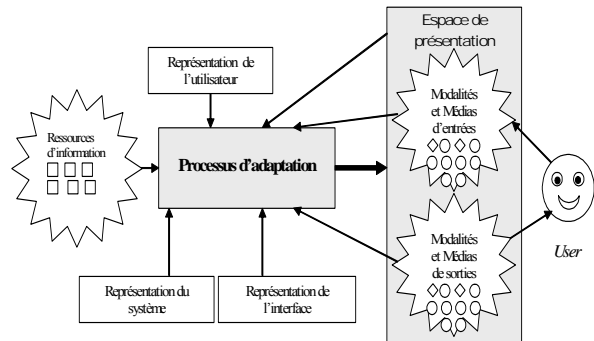 Espace de
présentation
Représentation de
l'utilisateur
Modalités
et Médias
d'entrées
Ressources
d'information
Processus d'adaptation
User
Modalités
et Médias
de sorties
Représentation du
système
Représentation de
l'interface